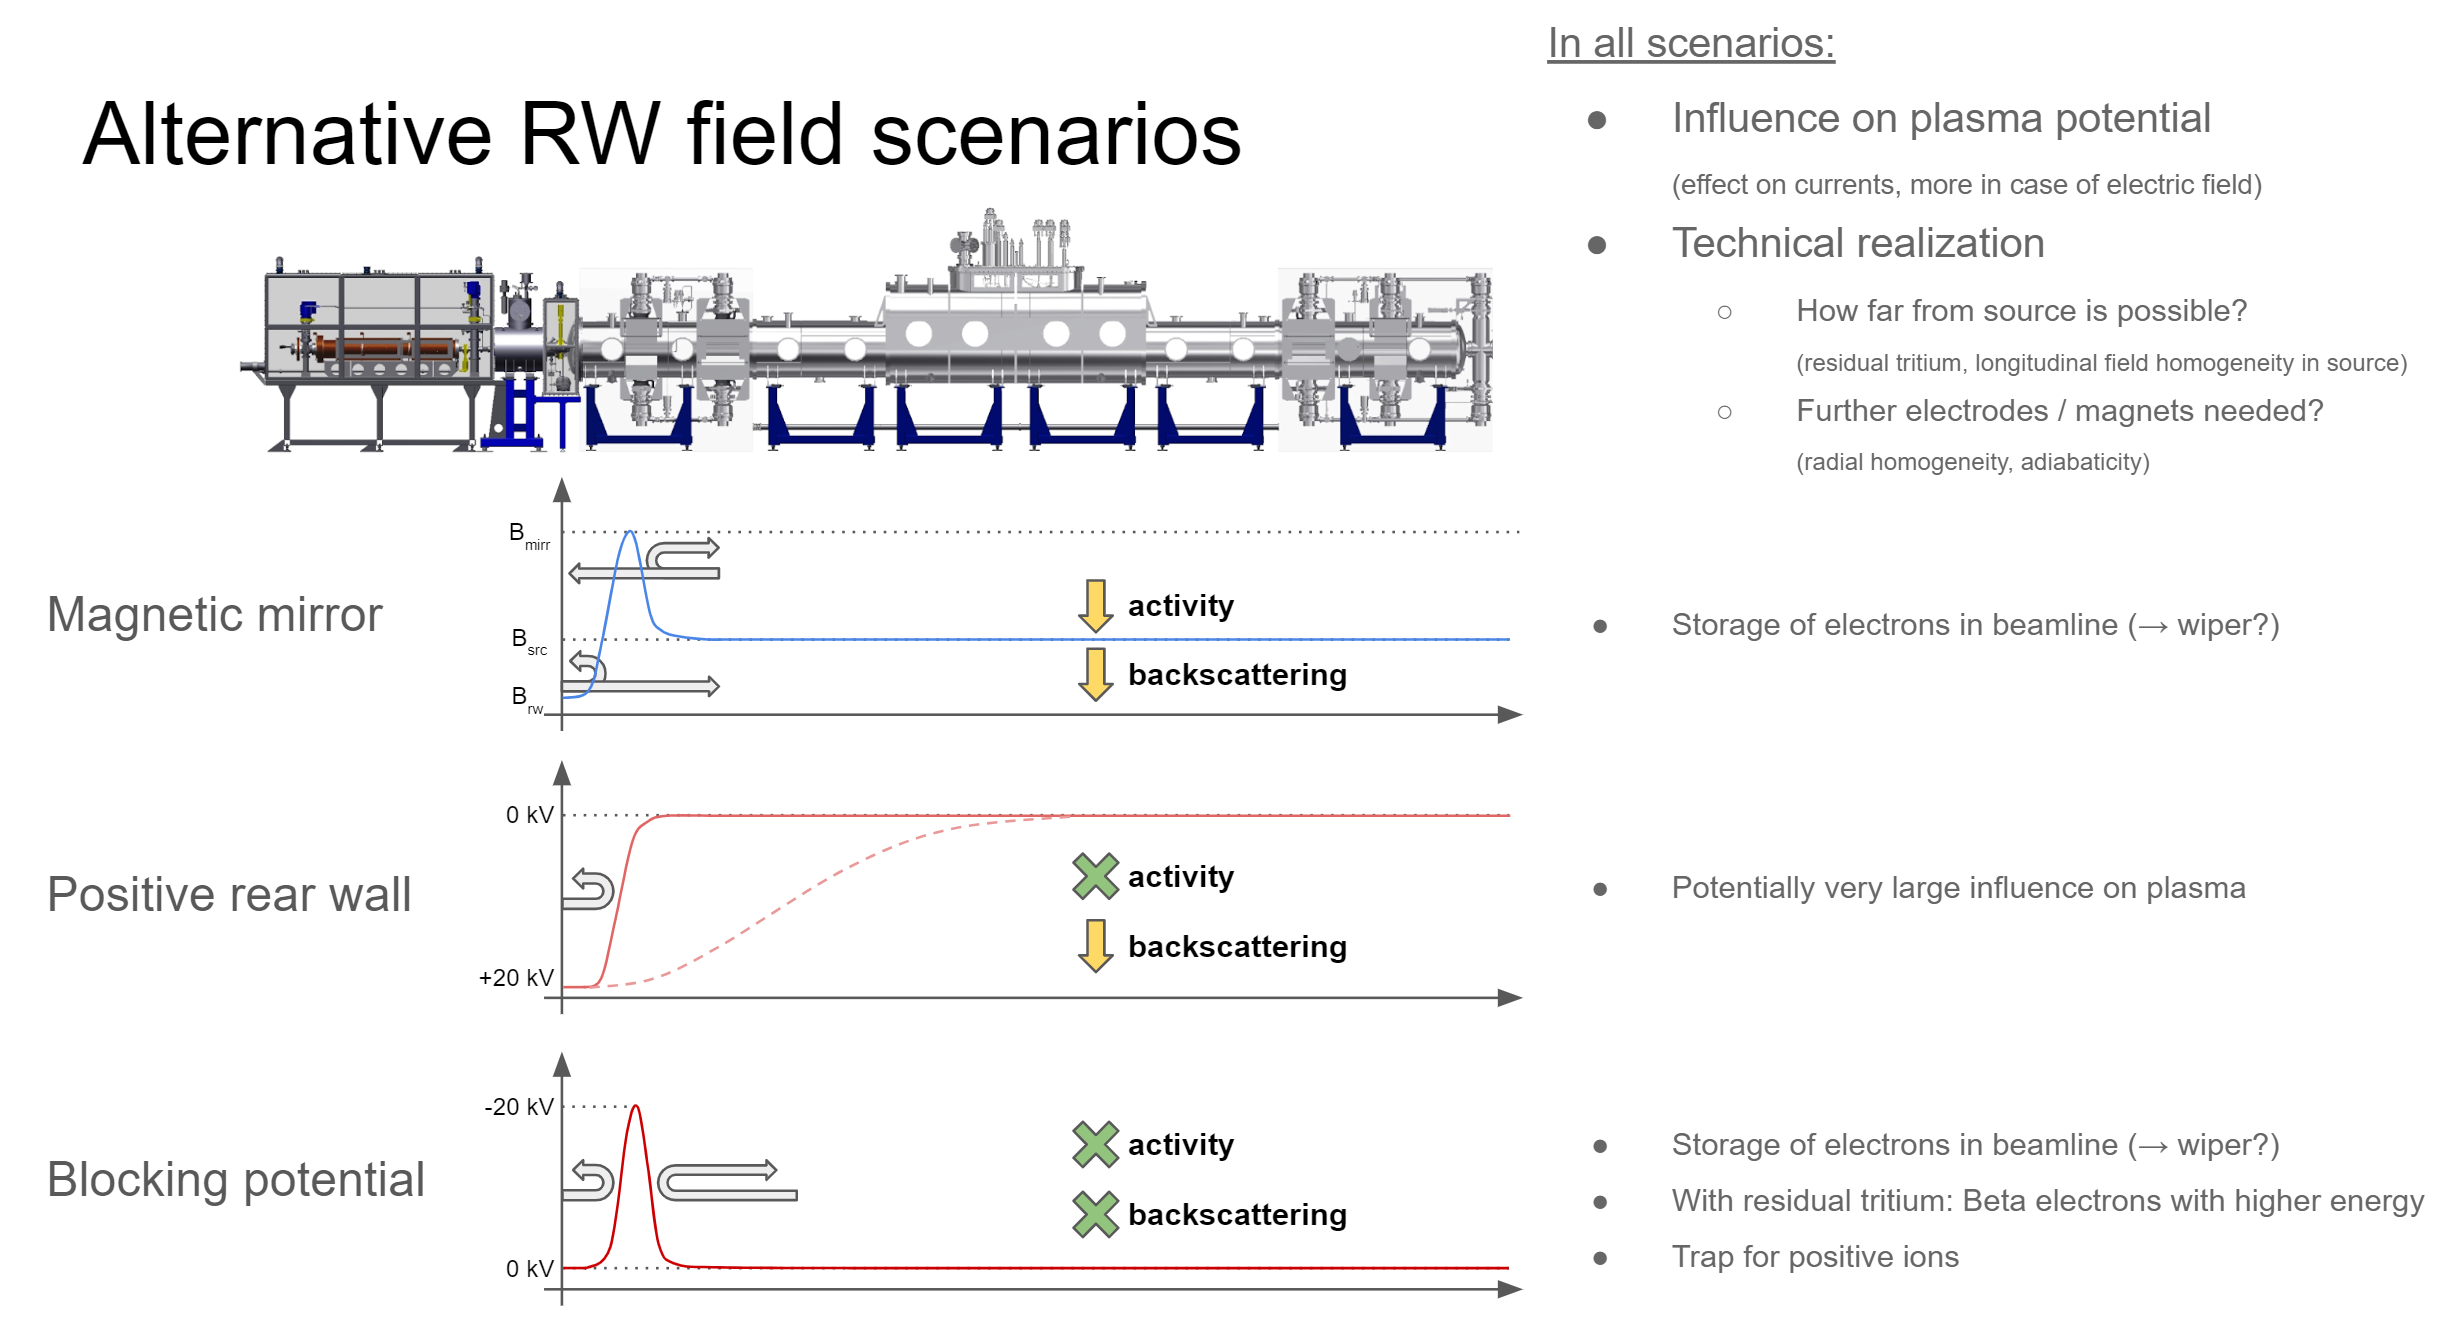 Alternative RW field scenarios
In all scenarios:
● Influence on plasma potential
(effect on currents, more in case of electric field)
● Technical realization
○ How far from source is possible?
(residual tritium, longitudinal field homogeneity in source)
○ Further electrodes / magnets needed?
(radial homogeneity, adiabaticity)
Magnetic mirror
B mirr
B src
B rw
activity
backscattering
● Storage of electrons in beamline (→ wiper?)
Positive rear wall
0 kV
+20 kV
activity
backscattering
● Potentially very large influence on plasma
Blocking potential
-20 kV
0 kV
activity
backscattering
● Storage of electrons in beamline (→ wiper?)
● With residual tritium: Beta electrons with higher energy
● Trap for positive ions